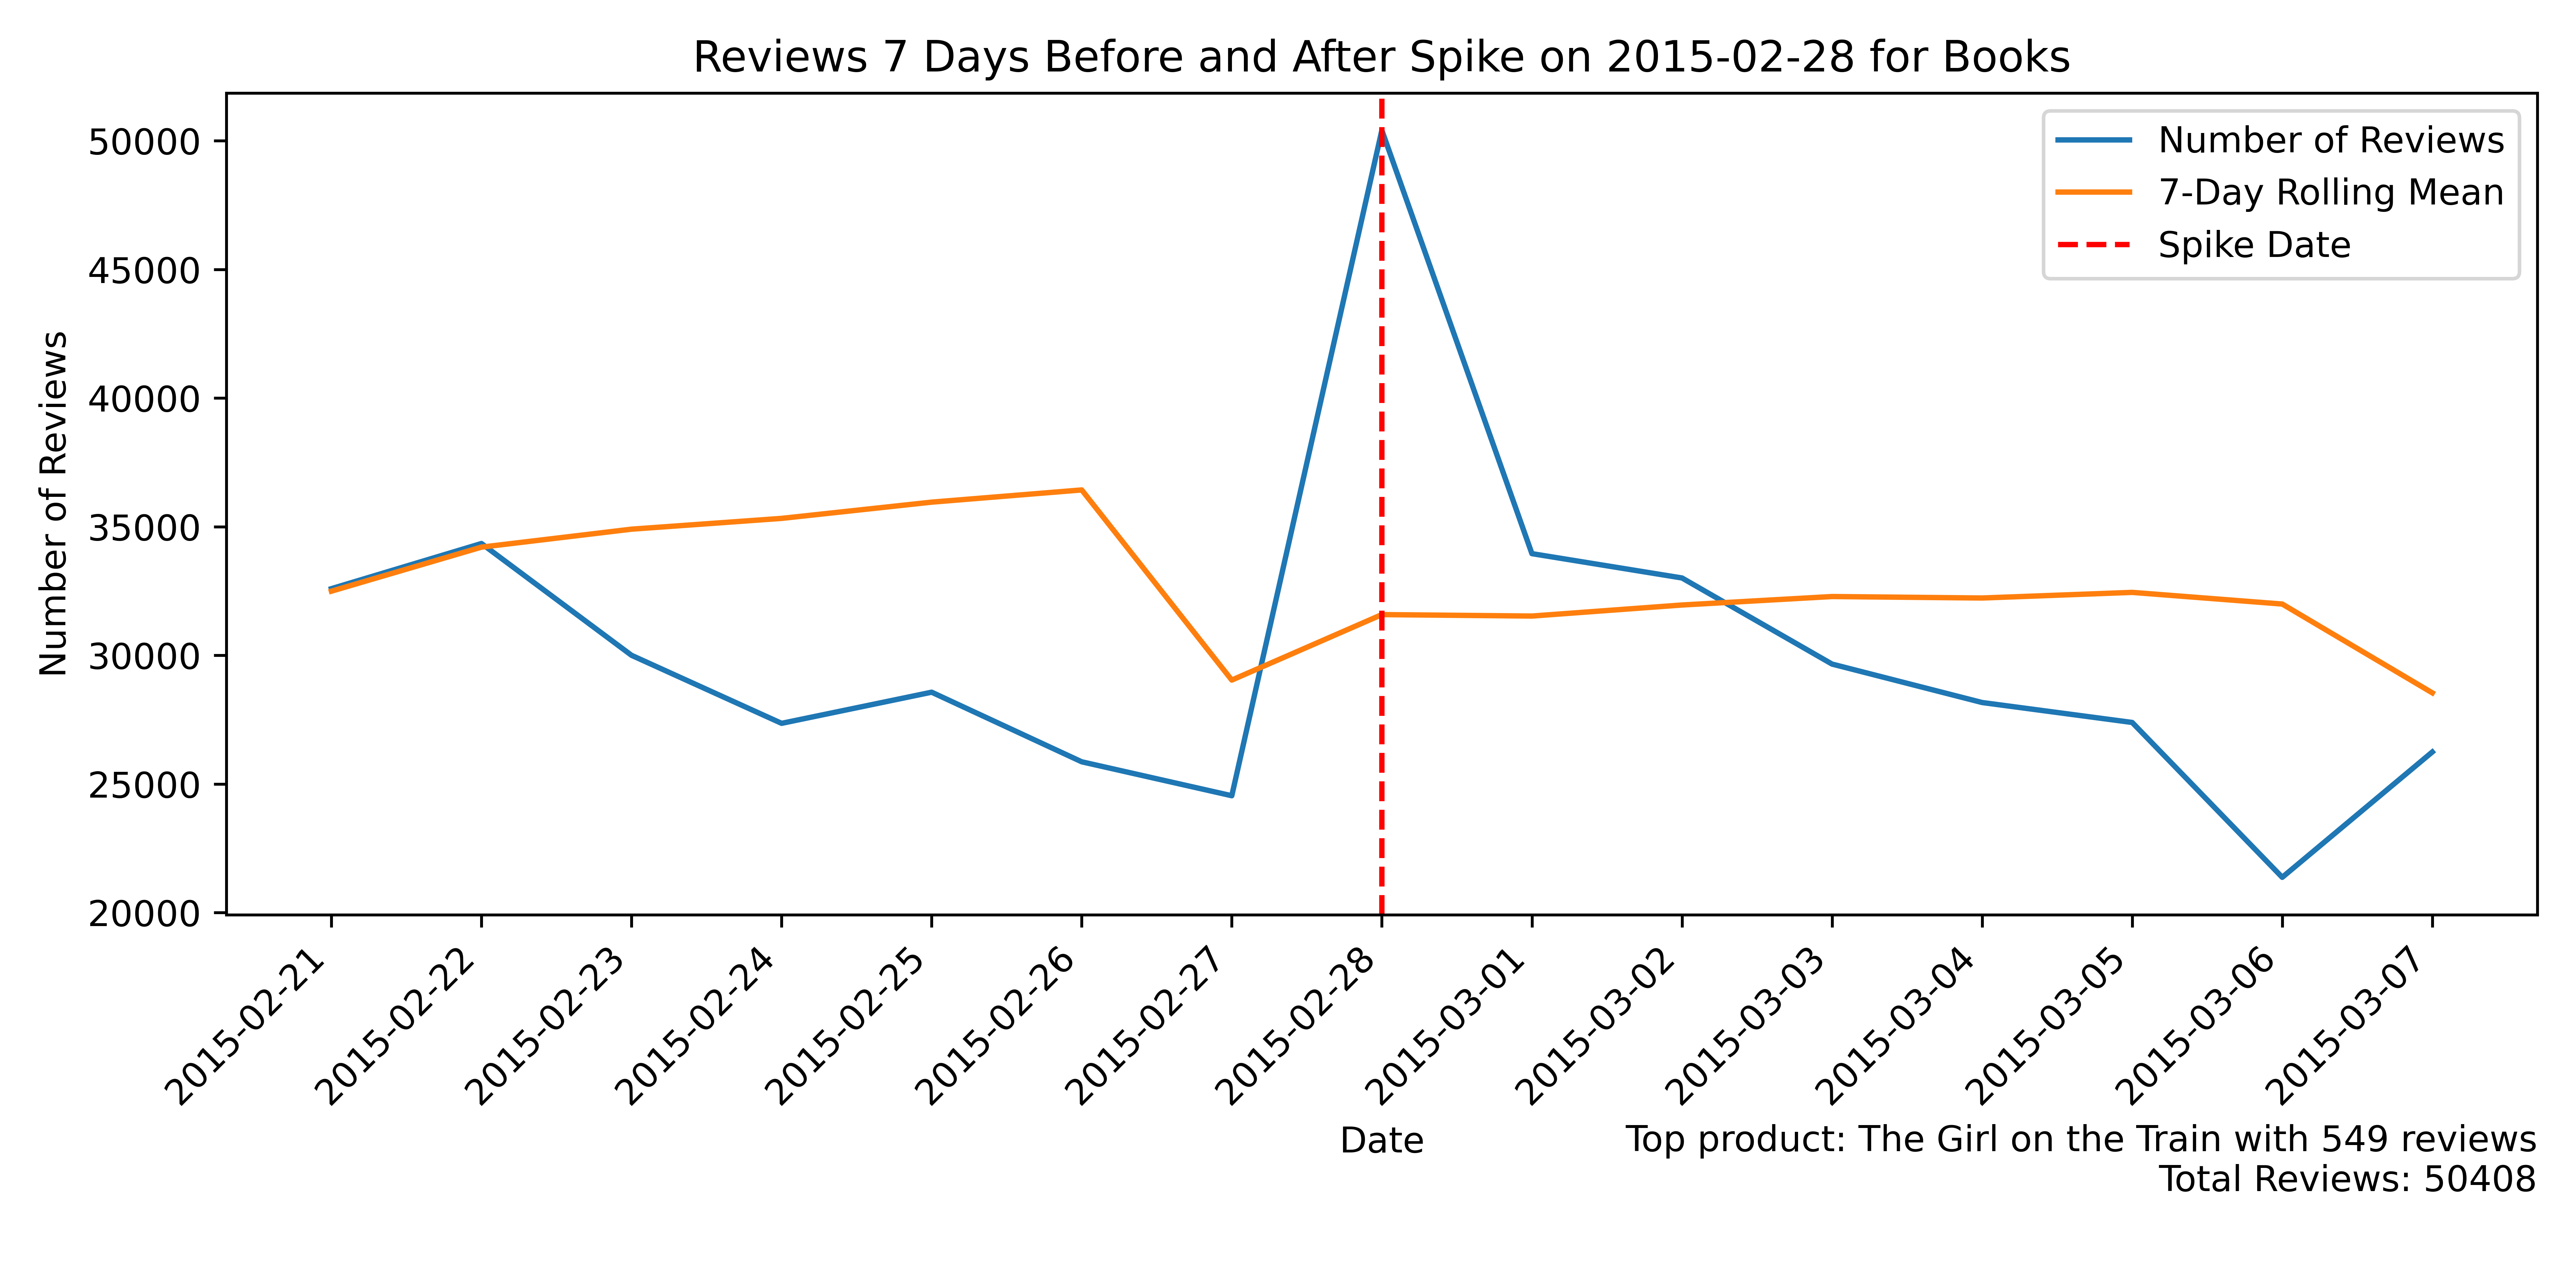 Reviews 7 Days Before and After Spike on 2015-02-28 for Books
Number of Reviews
7-Day Rolling Mean
Spike Date
Number of Reviews
50000
45000
40000
35000
30000
25000
20000
2015-02-21
2015-02-22
2015-02-23
2015-02-24
2015-02-25
2015-02-26
2015-02-27
2015-02-28
2015-03-01
2015-03-02
2015-03-03
2015-03-04
2015-03-05
2015-03-06
2015-03-07
Date
Top product: The Girl on the Train with 549 reviews
Total Reviews: 50408